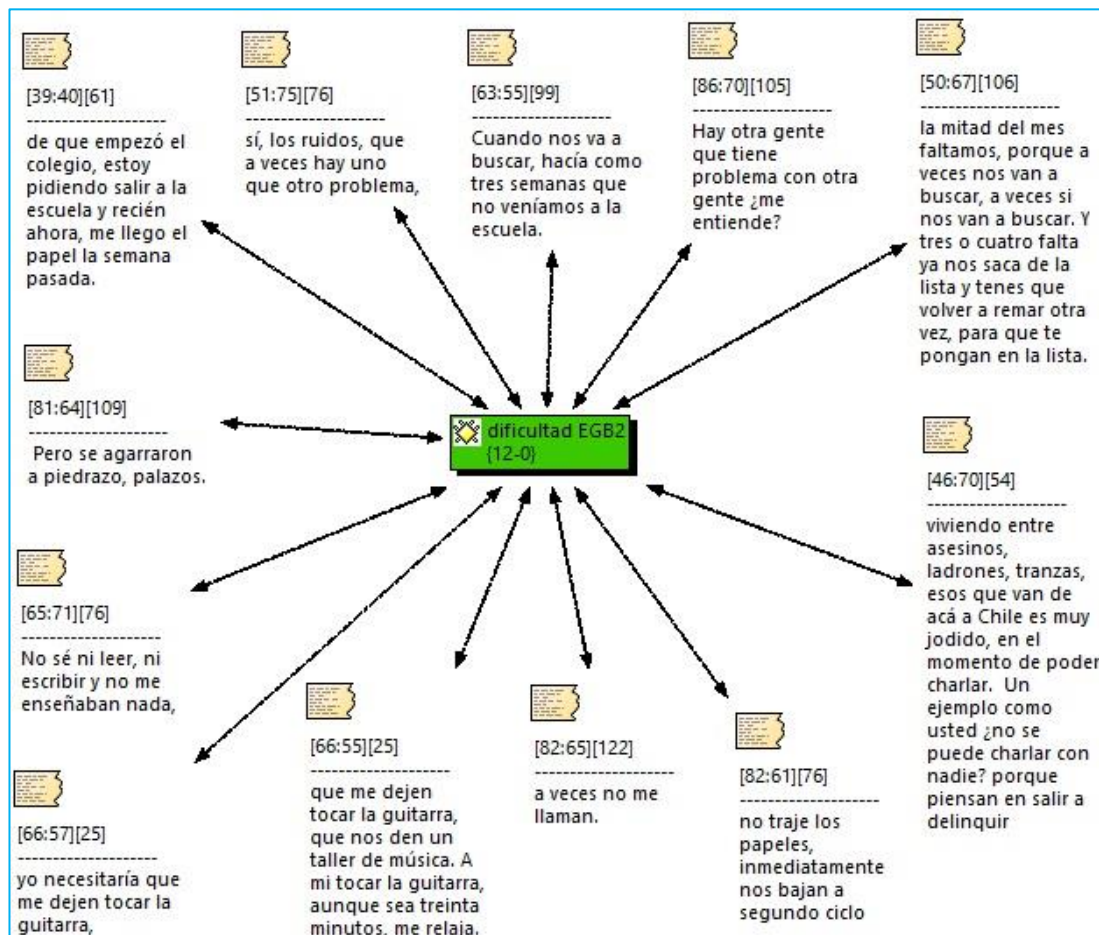 [39:40][61]
--------------------
de que empezó el
colegio, estoy
pidiendo salir a la
escuela y recién
ahora, me llego el
papel la semana
pasada.
[51:75][76]
--------------------
sí, los ruidos, que
a veces hay uno
que otro problema,
[63:55][99]
--------------------
Cuando nos va a
buscar, hacía como
tres semanas que
no veníamos a la
escuela.
[86:70][105]
--------------------
Hay otra gente
que tiene
problema con otra
gente ¿me
entiende?
[50:67][106]
--------------------
la mitad del mes
faltamos, porque a
veces nos van a
buscar, a veces si
nos van a buscar. Y
tres o cuatro falta
ya nos saca de la
lista y tenes que
volver a remar otra
vez, para que te
pongan en la lista.
[81:64][109]
--------------------
Pero se agarraron
a piedrazo, palazos.
dificultad EGB2
{12-0}
[46:70][54]
--------------------
viviendo entre
asesinos,
ladrones, tranzas,
esos que van de
acá a Chile es muy
jodido, en el
momento de poder
charlar. Un
ejemplo como
usted ¿no se
puede charlar con
nadie? porque
piensan en salir a
delinquir
[65:71][76]
--------------------
No sé ni leer, ni
escribir y no me
enseñaban nada,
[66:57][25]
--------------------
yo necesitaría que
me dejen tocar la
guitarra,
[66:55][25]
--------------------
que me dejen
tocar la guitarra,
que nos den un
taller de música. A
mi tocar la guitarra,
aunque sea treinta
minutos, me relaja.
[82:65][122]
--------------------
a veces no me
llaman.
[82:61][76]
--------------------
no traje los
papeles,
inmediatamente
nos bajan a
segundo ciclo